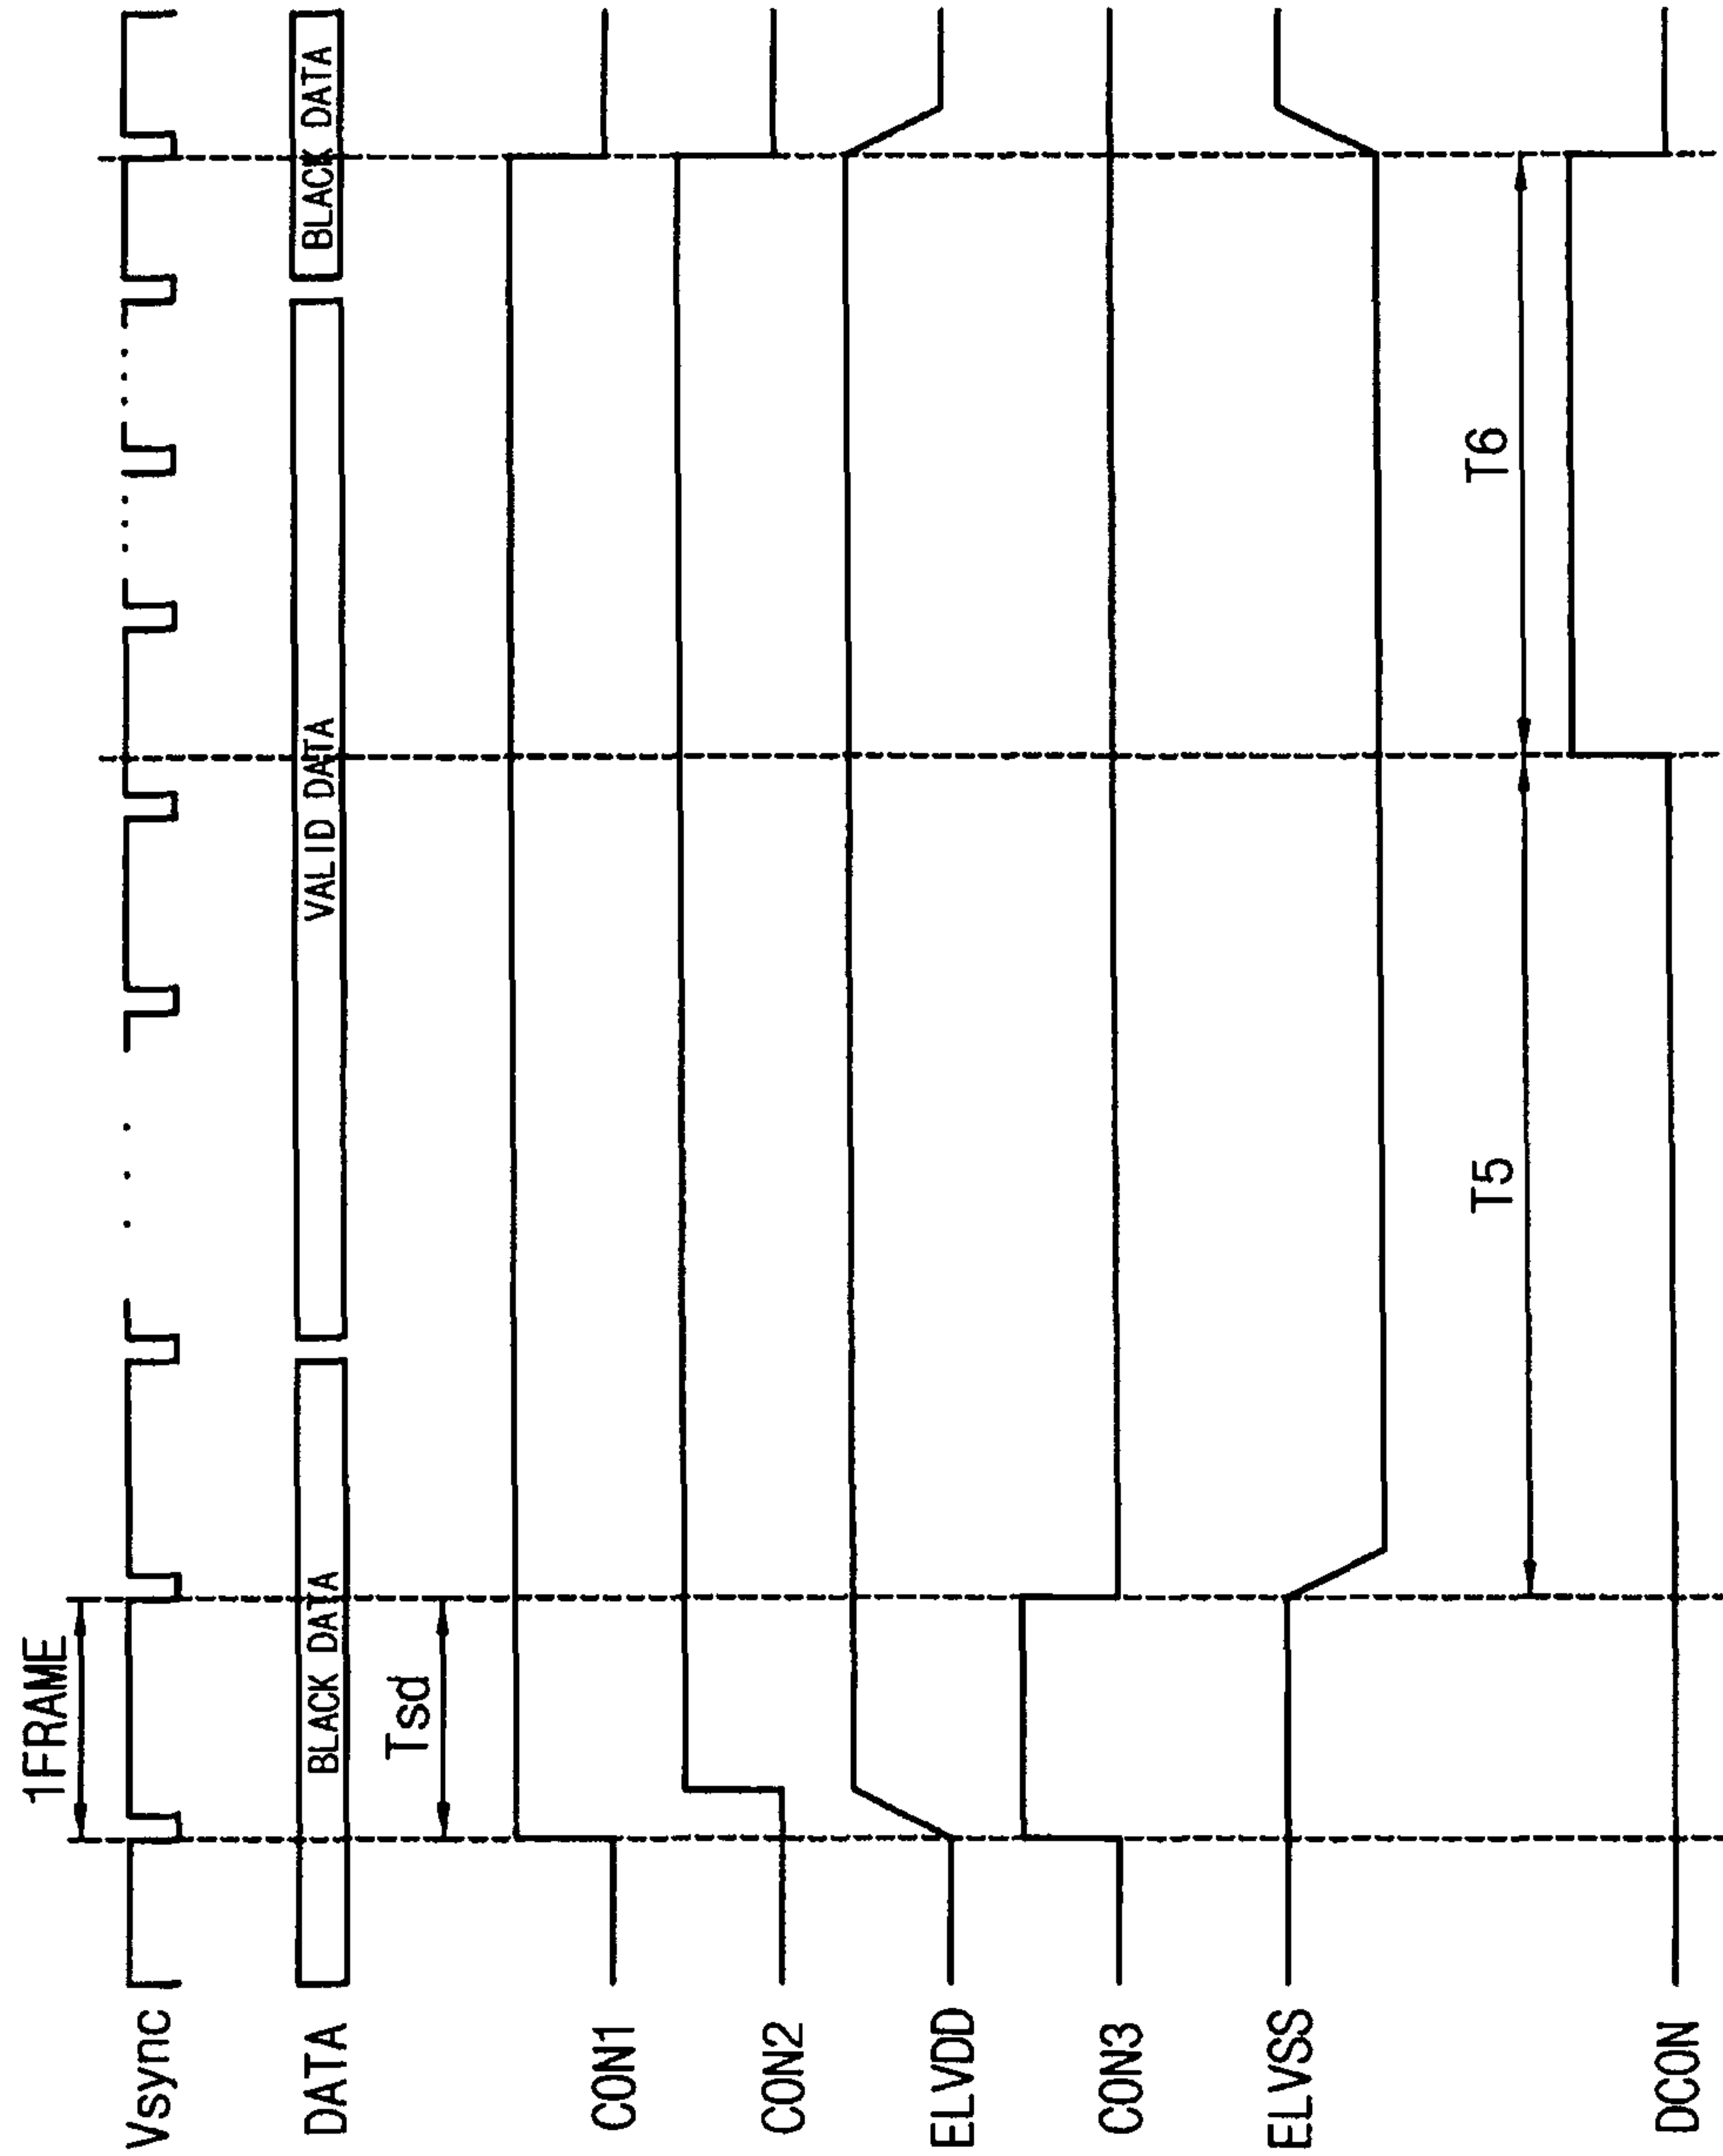 1FRAME
Vsync
DATA
BLACK DATA
VALID DATA
BLACK DATA
Tsd
CON1
CON2
ELVDD
CON3
ELVSS
T5
T6
DCON